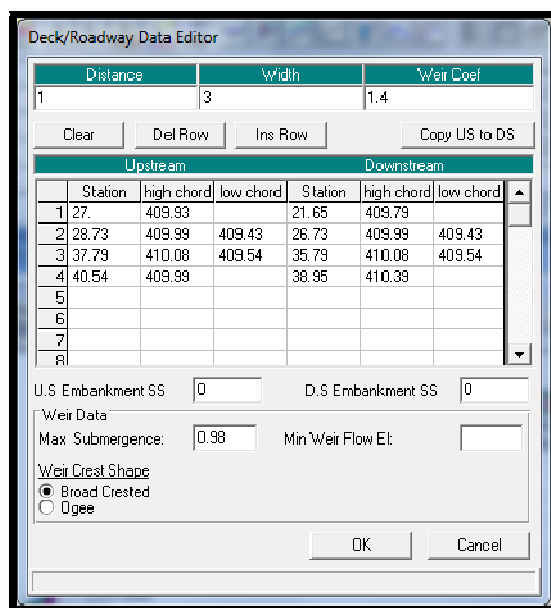 Deck/Roadway Data Editor
Distance Width Weir Coef
1 3 1.4
Clear Del Row Ins Row Copy US to DS
Upstream Downstream
Station high chord low chord Station high chord low chord
1 27. 409.93 21.65 409.79
2 28.73 409.99 409.43 26.73 409.99 409.43
3 37.79 410.08 409.54 35.79 410.08 409.54
4 40.54 409.99 38.95 410.39
5
6
7
8
U.S Embankment SS 0 D.S Embankment SS 0
Weir Data
Max Submergence: 0.98 Min Weir Flow El:
Weir Crest Shape
Broad Crested
Ogee
OK Cancel